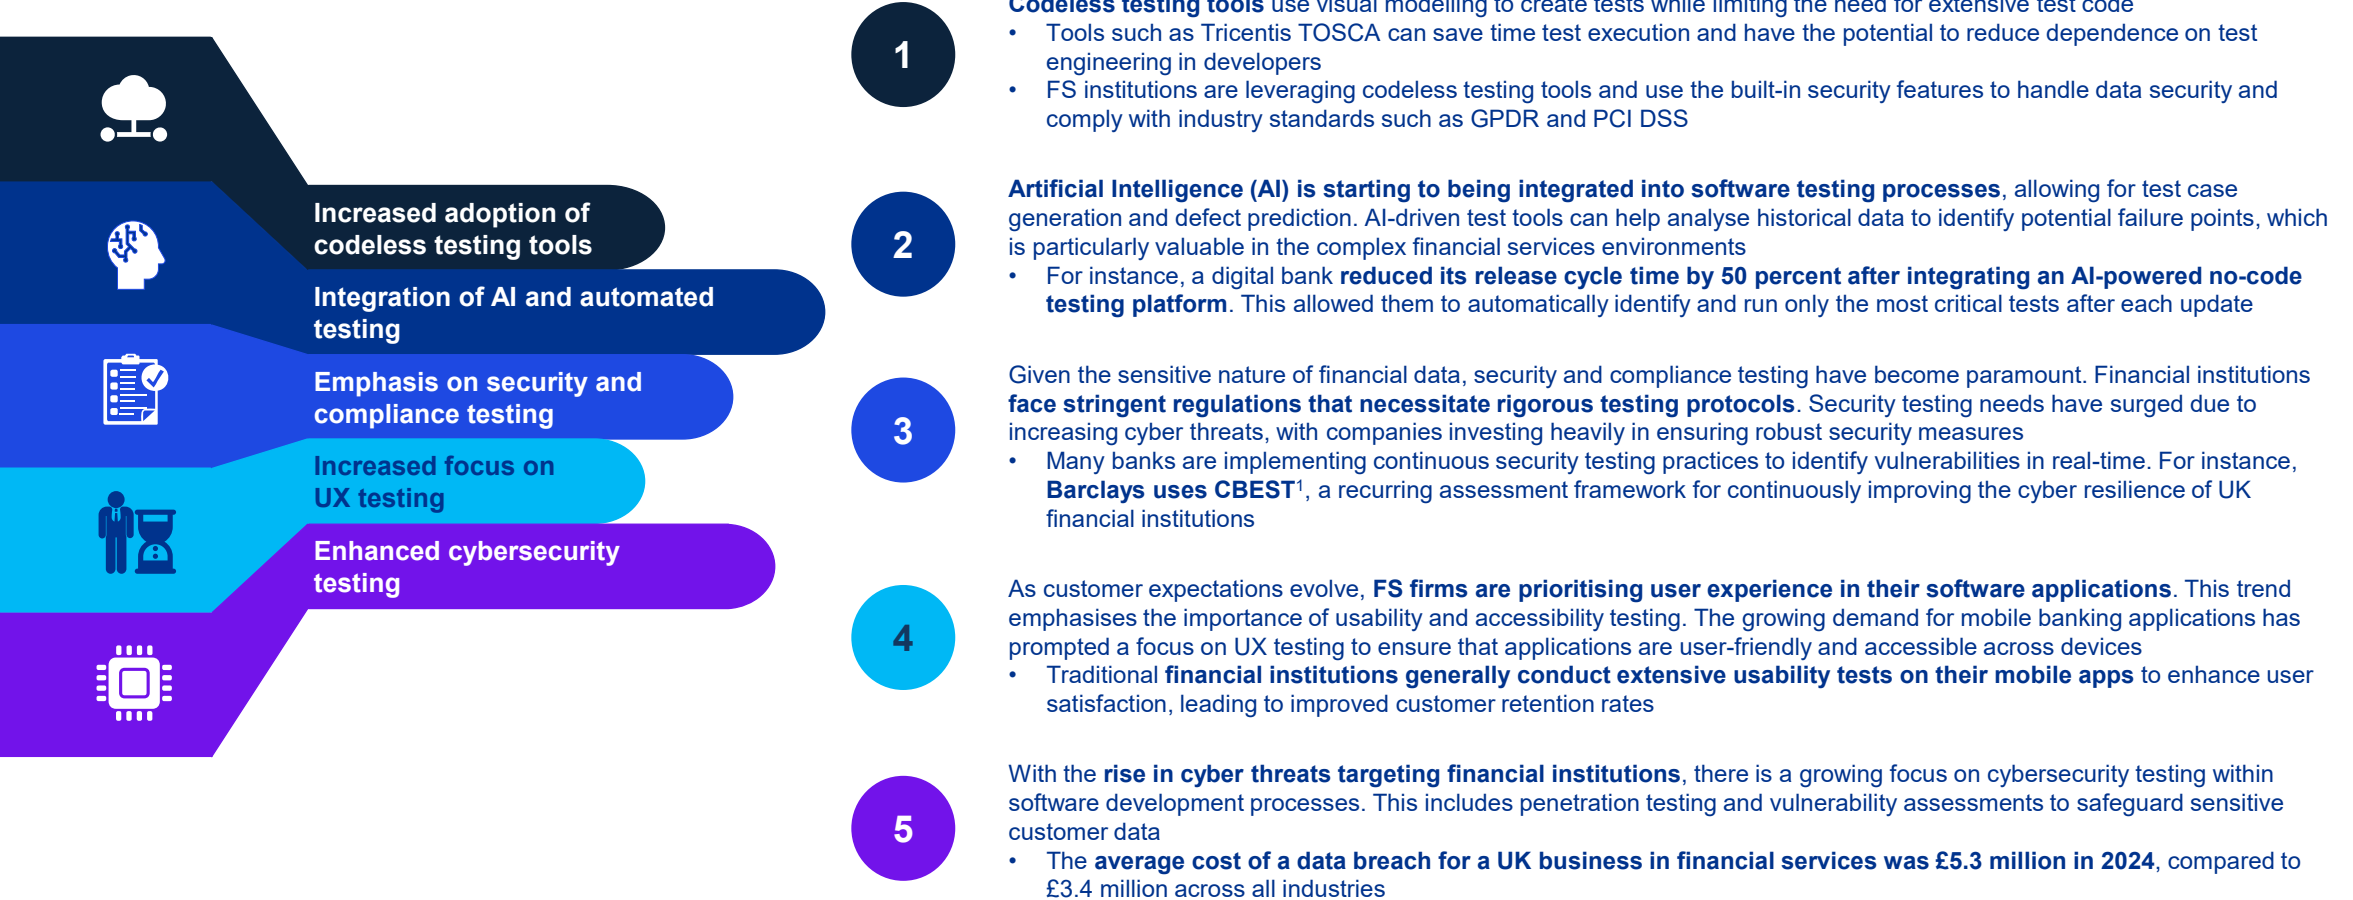 Increased adoption of
codeless testing tools
Integration of AI and automated
testing
Emphasis on security and
compliance testing
Increased focus on
UX testing
Enhanced cybersecurity
testing
1
Codeless testing tools use visual modelling to create tests while limiting the need for extensive test code
• Tools such as Tricentis TOSCA can save time test execution and have the potential to reduce dependence on test
engineering in developers
• FS institutions are leveraging codeless testing tools and use the built-in security features to handle data security and
comply with industry standards such as GPDR and PCI DSS
2
Artificial Intelligence (AI) is starting to being integrated into software testing processes, allowing for test case
generation and defect prediction. AI-driven test tools can help analyse historical data to identify potential failure points, which
is particularly valuable in the complex financial services environments
• For instance, a digital bank reduced its release cycle time by 50 percent after integrating an AI-powered no-code
testing platform. This allowed them to automatically identify and run only the most critical tests after each update
3
Given the sensitive nature of financial data, security and compliance testing have become paramount. Financial institutions
face stringent regulations that necessitate rigorous testing protocols. Security testing needs have surged due to
increasing cyber threats, with companies investing heavily in ensuring robust security measures
• Many banks are implementing continuous security testing practices to identify vulnerabilities in real-time. For instance,
Barclays uses CBEST¹, a recurring assessment framework for continuously improving the cyber resilience of UK
financial institutions
4
As customer expectations evolve, FS firms are prioritising user experience in their software applications. This trend
emphasises the importance of usability and accessibility testing. The growing demand for mobile banking applications has
prompted a focus on UX testing to ensure that applications are user-friendly and accessible across devices
• Traditional financial institutions generally conduct extensive usability tests on their mobile apps to enhance user
satisfaction, leading to improved customer retention rates
5
With the rise in cyber threats targeting financial institutions, there is a growing focus on cybersecurity testing within
software development processes. This includes penetration testing and vulnerability assessments to safeguard sensitive
customer data
• The average cost of a data breach for a UK business in financial services was £5.3 million in 2024, compared to
£3.4 million across all industries